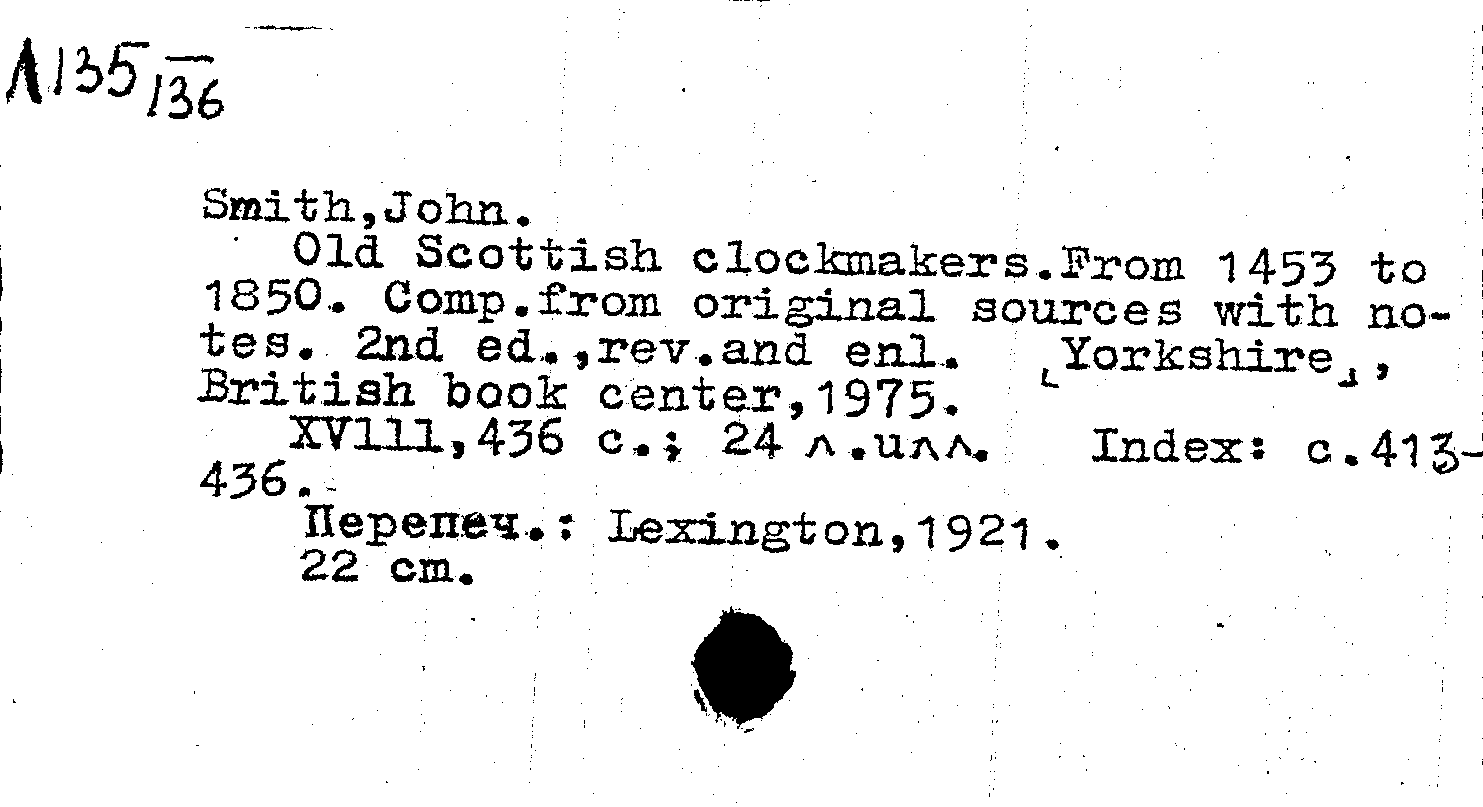 Л135/136
Smith,John.
Old Scottish clockmakers.From 1453 to
1850. Comp.from original sources with no-
tes. 2nd ed.,rev.and enl. [Yorkshire],
British book center,1975.
XVlll,436 c.; 24 л.илл. Index: c.413-
436.
Перепеч.: Lexington,1921.
22 cm.